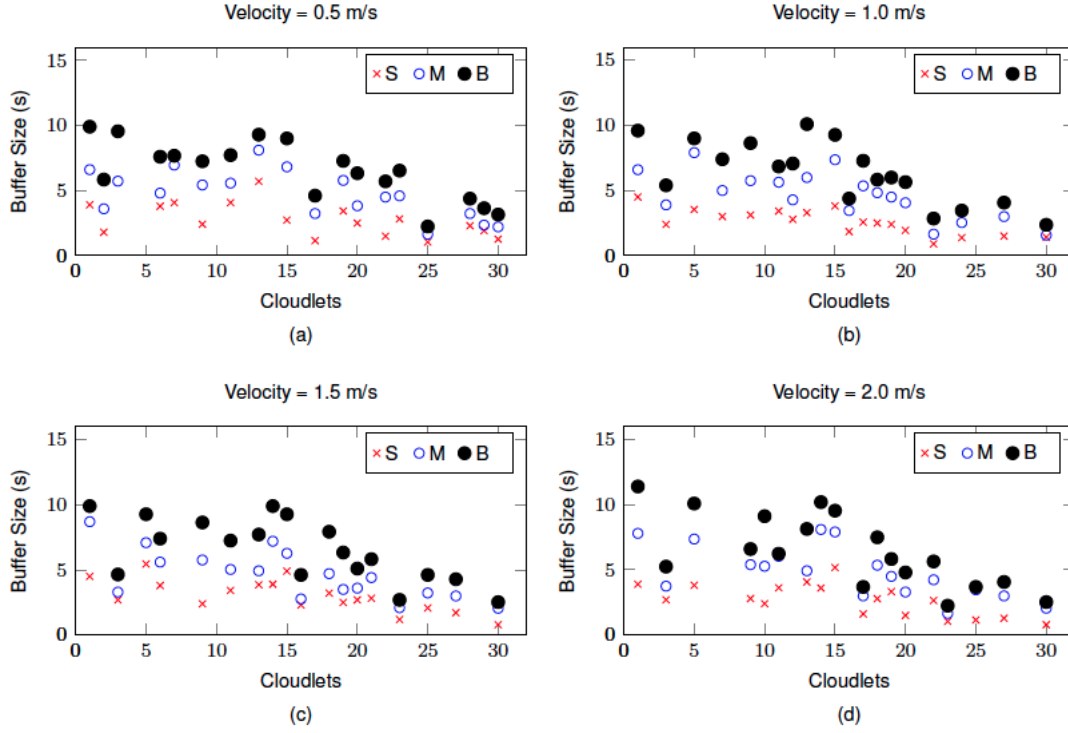 Velocity = 0.5 m/s
Buffer Size (s)
15
10
5
0
S M B
0 5 10 15 20 25 30
Cloudlets
(a)
Velocity = 1.0 m/s
Buffer Size (s)
15
10
5
0
S M B
0 5 10 15 20 25 30
Cloudlets
(b)
Velocity = 1.5 m/s
Buffer Size (s)
15
10
5
0
S M B
0 5 10 15 20 25 30
Cloudlets
(c)
Velocity = 2.0 m/s
Buffer Size (s)
15
10
5
0
S M B
0 5 10 15 20 25 30
Cloudlets
(d)